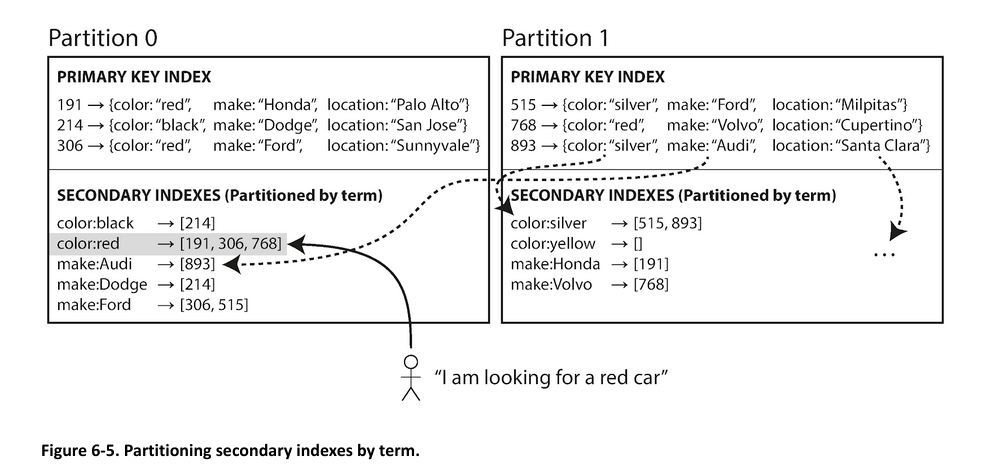 Partition 0
PRIMARY KEY INDEX
191 → {color: “red”, make: “Honda”, location: “Palo Alto”}
214 → {color: “black”, make: “Dodge”, location: “San Jose”}
306 → {color: “red”, make: “Ford”, location: “Sunnyvale”}
SECONDARY INDEXES (Partitioned by term)
color:black → [214]
color:red → [191, 306, 768]
make:Audi → [893]
make:Dodge → [214]
make:Ford → [306, 515]
Partition 1
PRIMARY KEY INDEX
515 → {color: “silver”, make: “Ford”, location: “Milpitas”}
768 → {color: “red”, make: “Volvo”, location: “Cupertino”}
893 → {color: “silver”, make: “Audi”, location: “Santa Clara”}
SECONDARY INDEXES (Partitioned by term)
color:silver → [515, 893]
color:yellow → []
make:Honda → [191]
make:Volvo → [768]
...
“I am looking for a red car”
Figure 6-5. Partitioning secondary indexes by term.